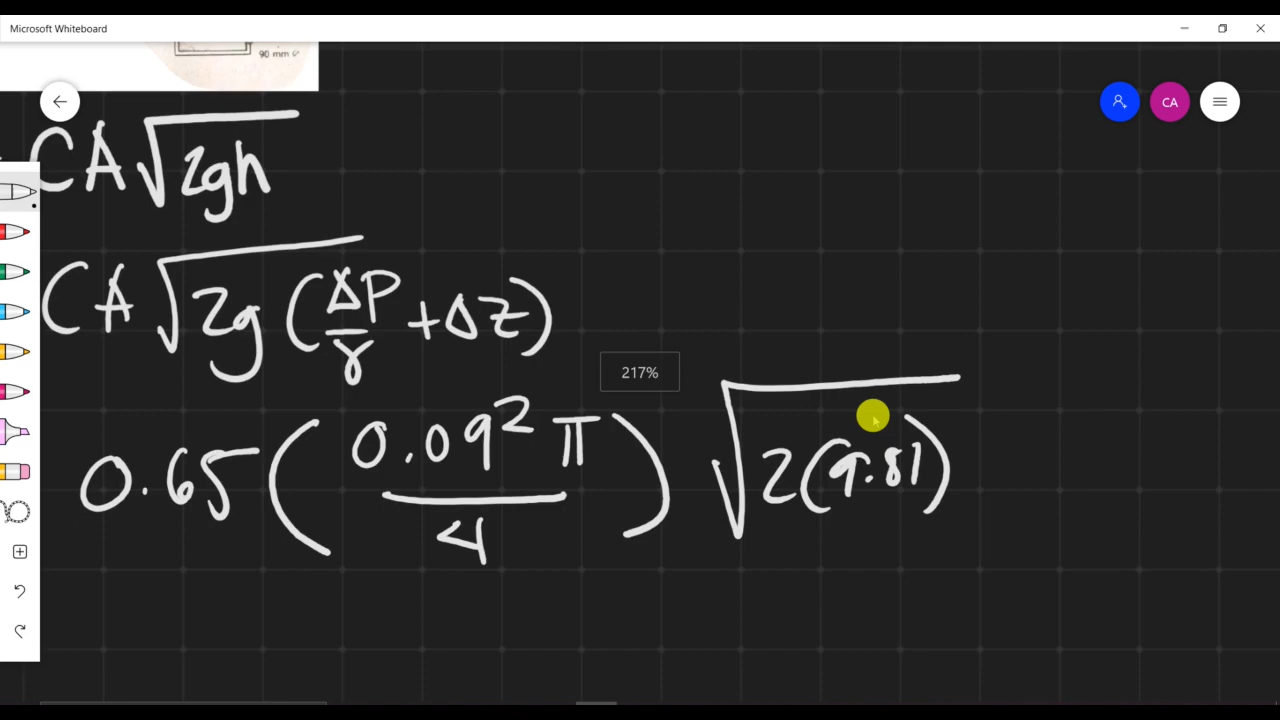 Microsoft Whiteboard
90 mm ⌀
CA
CA√2gh
CA√2g(ΔP/γ + ΔZ)
217%
0.65(0.09²π/4)√2(9.81)